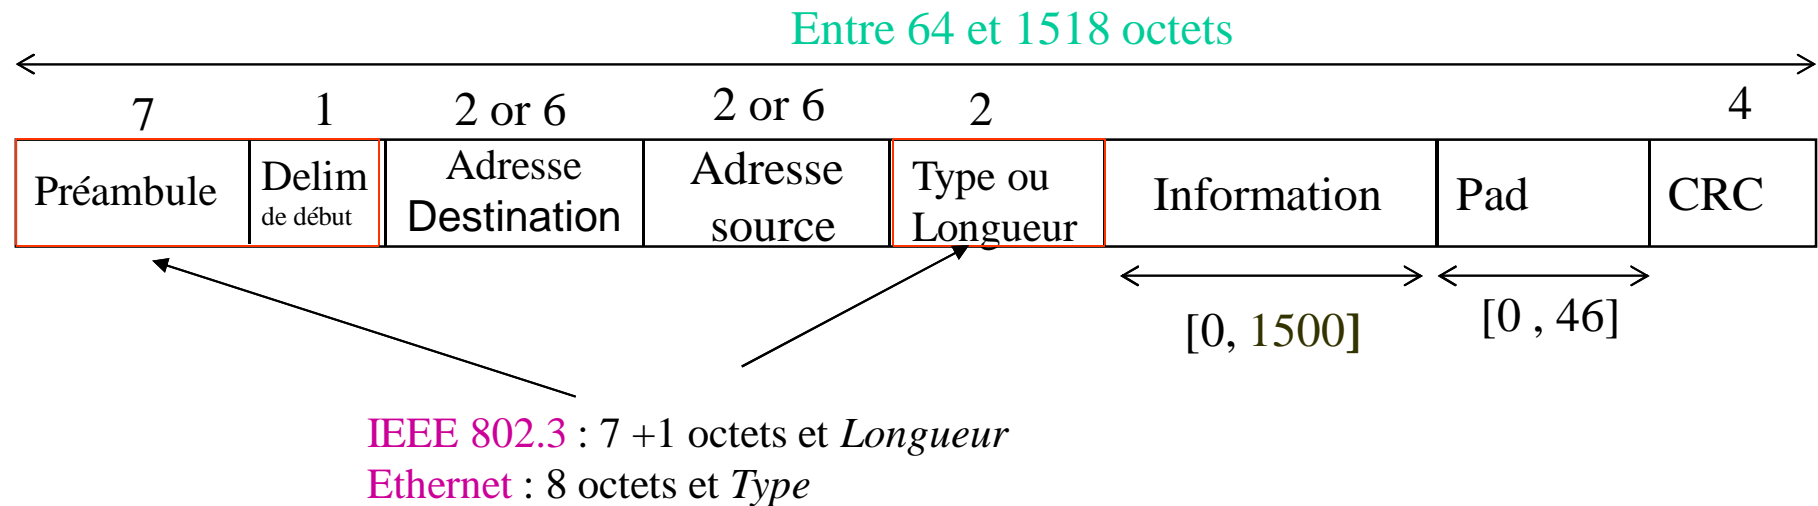 Entre 64 et 1518 octets
7 1 2 or 6 2 or 6 2 4
Préambule
Delim
de début
Adresse
Destination
Adresse
source
Type ou
Longueur
Information
Pad
CRC
[0, 1500]
[0 , 46]
IEEE 802.3 : 7 +1 octets et Longueur
Ethernet : 8 octets et Type